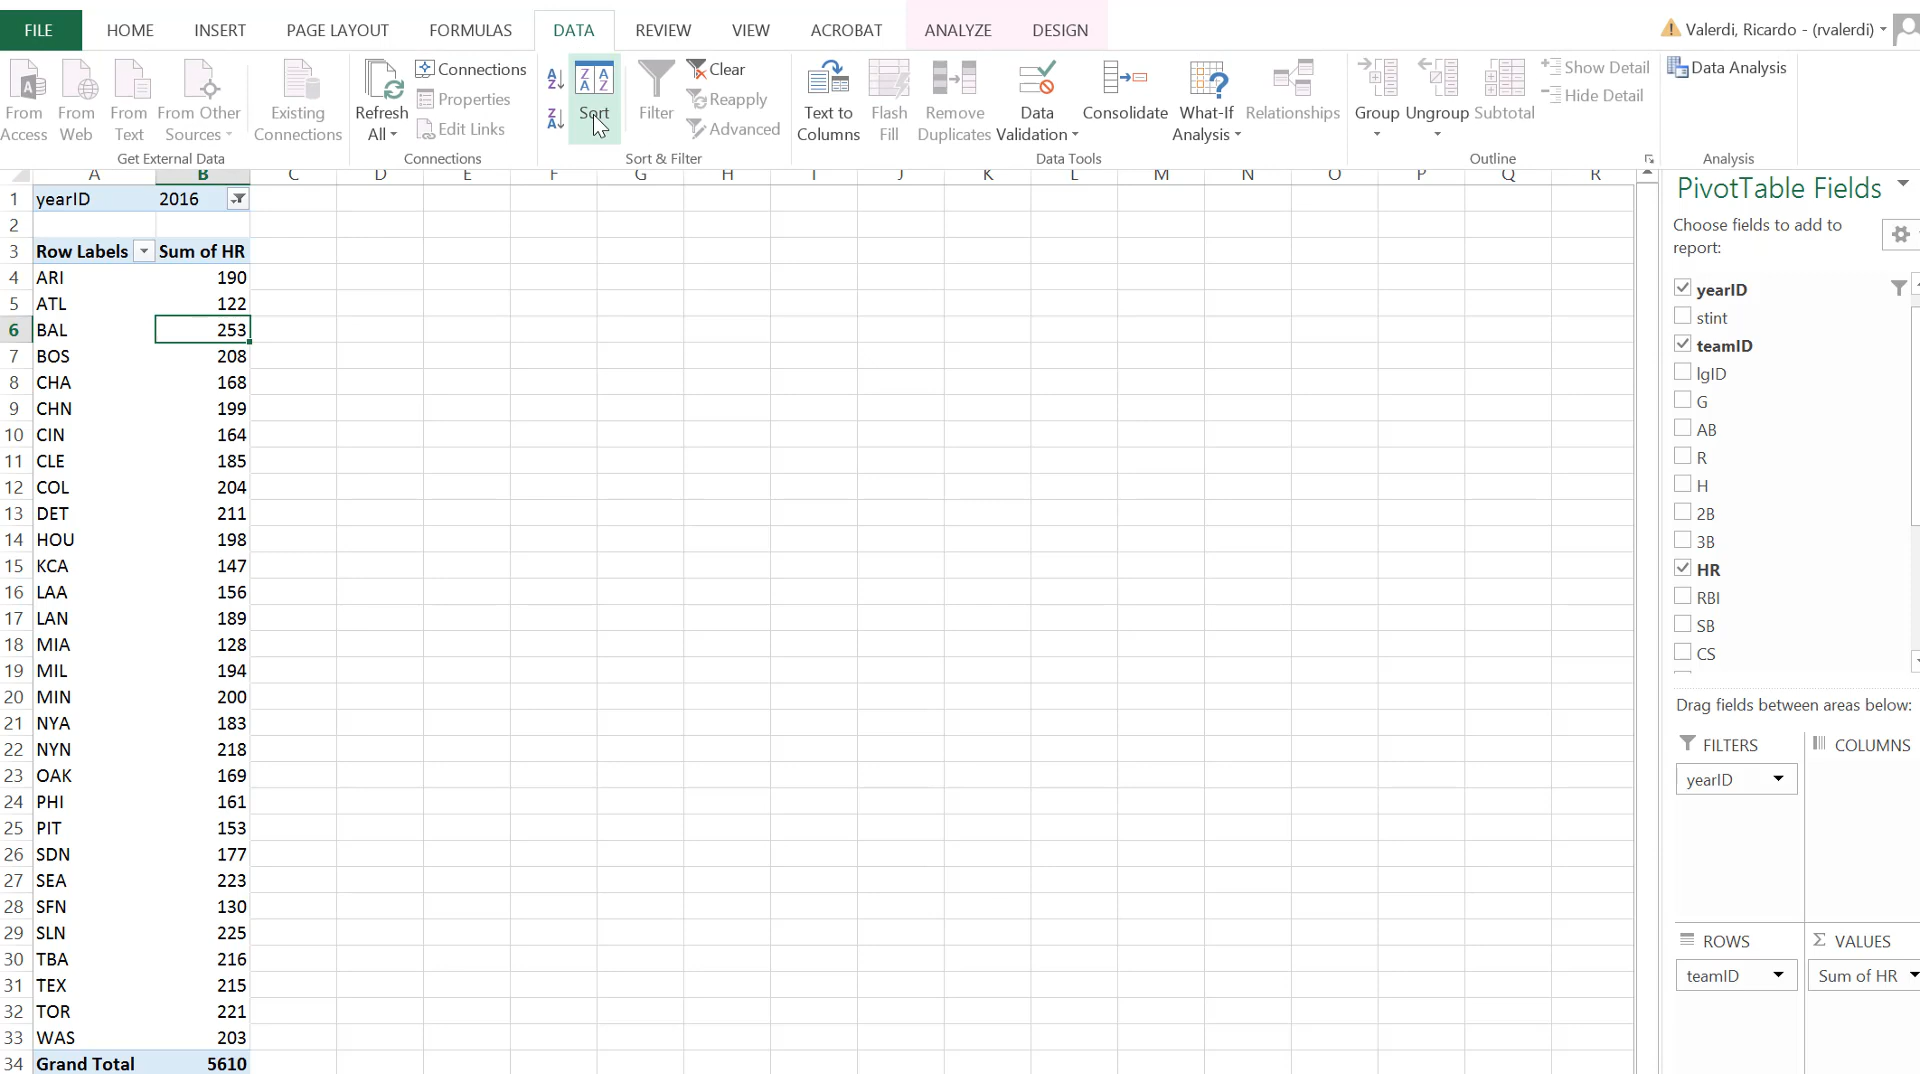 FILE HOME INSERT PAGE LAYOUT FORMULAS DATA REVIEW VIEW ACROBAT ANALYZE DESIGN Valerdi, Ricardo - (rvalerdi)
From Access
From Web
From Text
From Other Sources
Existing Connections
Get External Data
Refresh All
Connections
Properties
Edit Links
Connections
Sort
Filter
Clear
Reapply
Advanced
Sort & Filter
Text to Columns
Flash Fill
Remove Duplicates
Data Validation
Consolidate
What-If Analysis
Relationships
Data Tools
Group
Ungroup
Subtotal
Show Detail
Hide Detail
Outline
Data Analysis
Analysis
A B C D E F G H I J K L M N O P Q R
1 yearID 2016
2
3 Row Labels Sum of HR
4 ARI 190
5 ATL 122
6 BAL 253
7 BOS 208
8 CHA 168
9 CHN 199
10 CIN 164
11 CLE 185
12 COL 204
13 DET 211
14 HOU 198
15 KCA 147
16 LAA 156
17 LAN 189
18 MIA 128
19 MIL 194
20 MIN 200
21 NYA 183
22 NYN 218
23 OAK 169
24 PHI 161
25 PIT 153
26 SDN 177
27 SEA 223
28 SFN 130
29 SLN 225
30 TBA 216
31 TEX 215
32 TOR 221
33 WAS 203
34 Grand Total 5610
PivotTable Fields
Choose fields to add to
report:
yearID
stint
teamID
lgID
G
AB
R
H
2B
3B
HR
RBI
SB
CS
Drag fields between areas below:
FILTERS
yearID
COLUMNS
ROWS
teamID
VALUES
Sum of HR